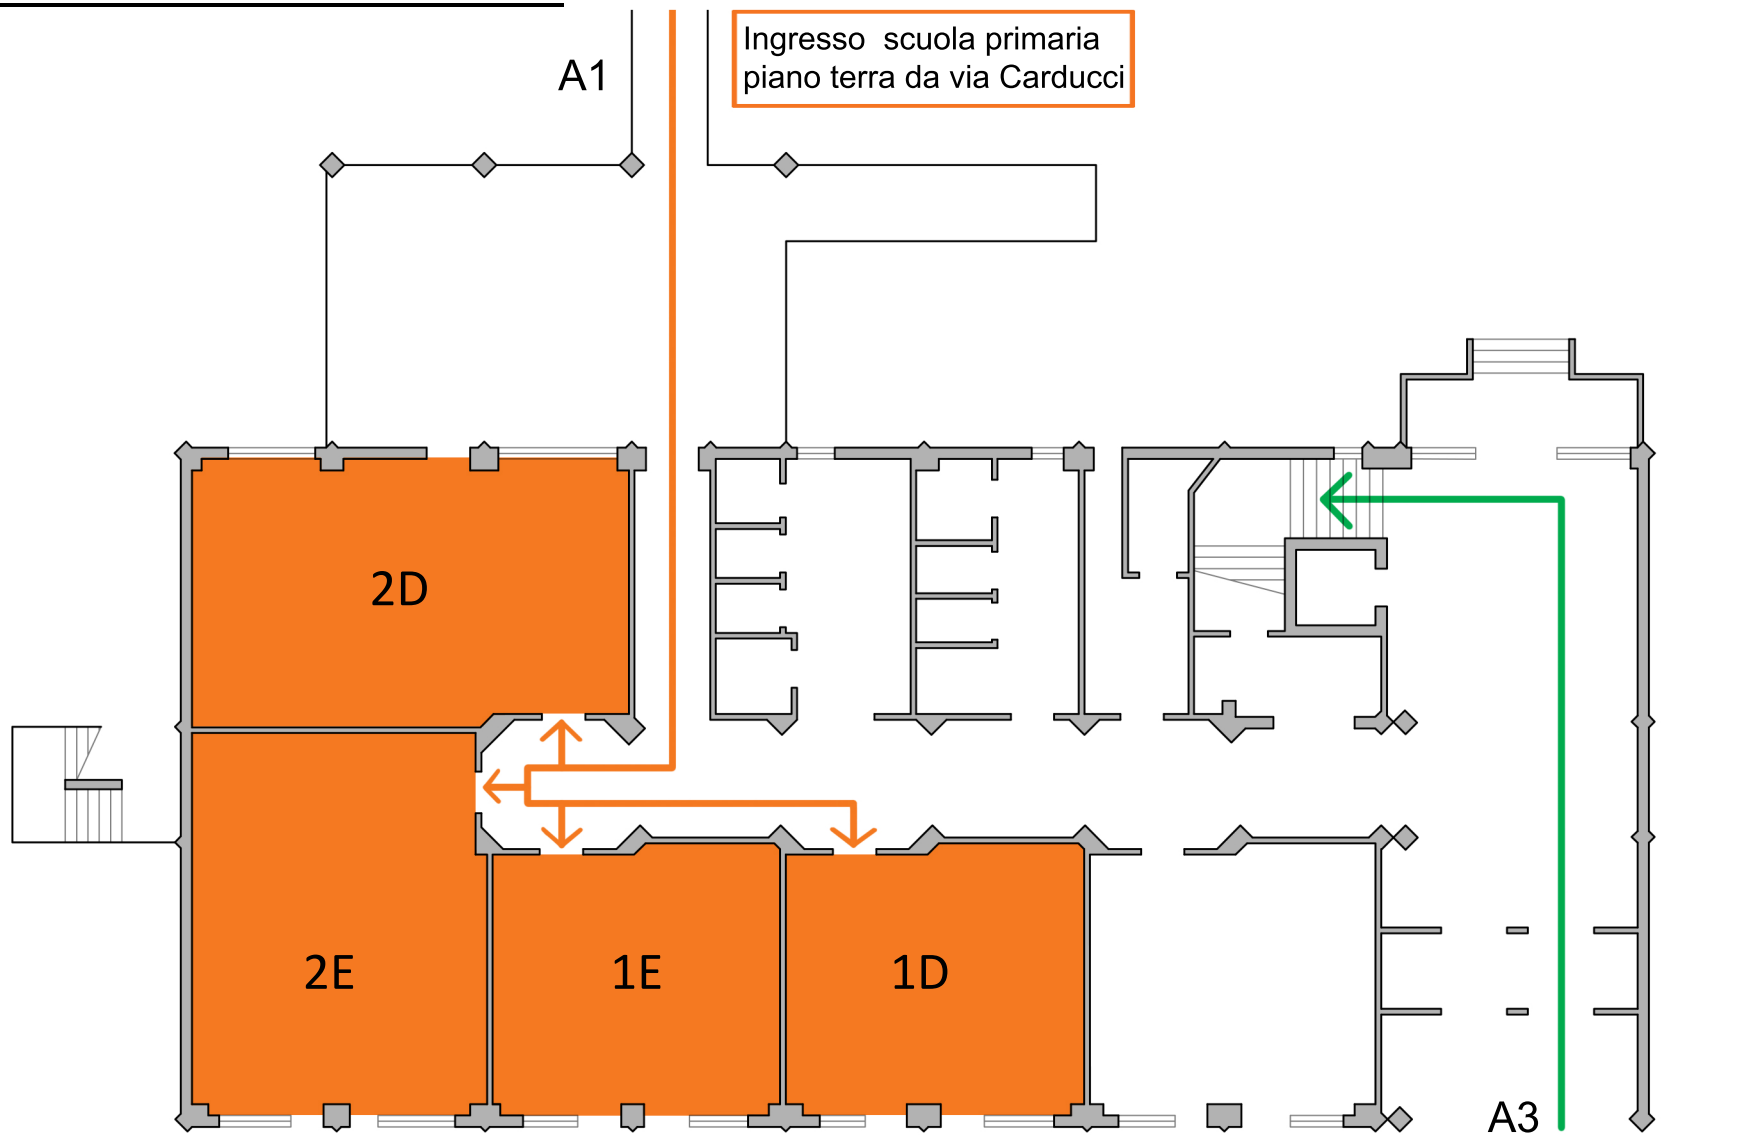 Ingresso  scuola primaria
piano terra da via Carducci
A1
2D
2E
1E
1D
A3